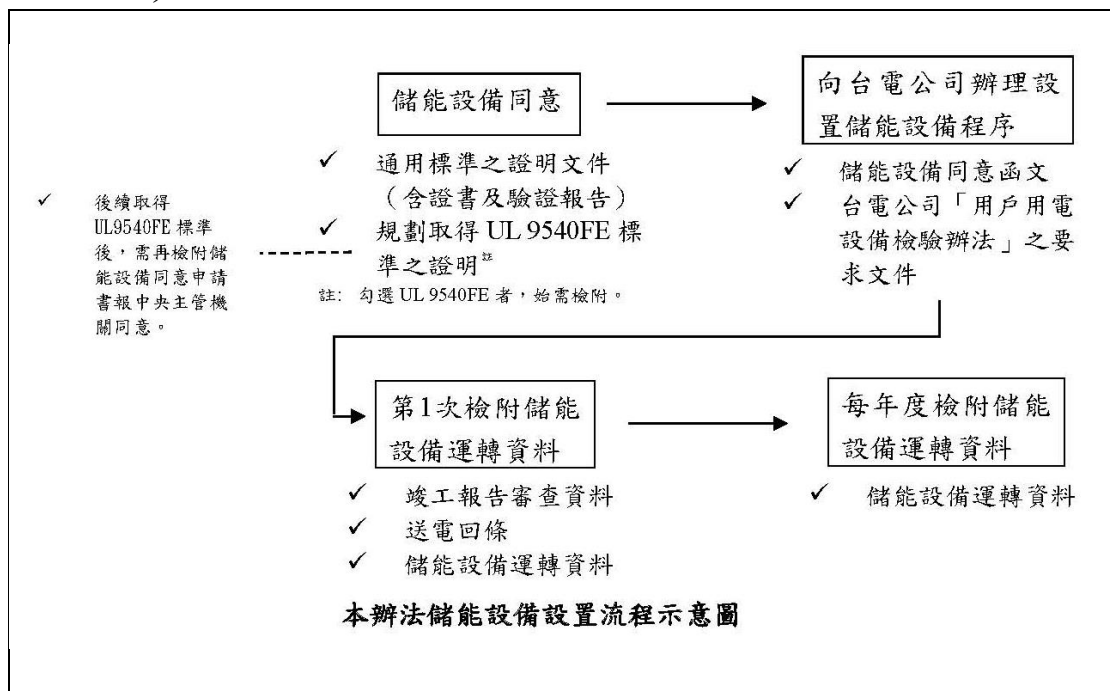 儲能設備同意
✓ 通用標準之證明文件
（含證書及驗證報告）
✓ 規劃取得 UL 9540FE 標
準之證明註
註: 勾選 UL 9540FE 者，始需檢附。
✓ 後續取得
UL9540FE 標準
後，需再檢附儲
能設備同意申請
書報中央主管機
關同意。
向台電公司辦理設
置儲能設備程序
✓ 儲能設備同意函文
✓ 台電公司「用戶用電
設備檢驗辦法」之要
求文件
第1次檢附儲能
設備運轉資料
✓ 竣工報告審查資料
✓ 送電回條
✓ 儲能設備運轉資料
每年度檢附儲能
設備運轉資料
✓ 儲能設備運轉資料
本辦法儲能設備設置流程示意圖